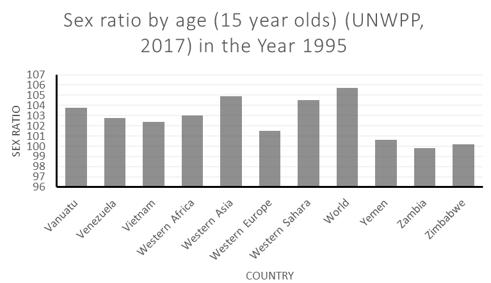 Sex ratio by age (15 year olds) (UNWPP,
2017) in the Year 1995
107
106
105
104
103
102
101
100
99
98
97
96
SEX RATIO
Vanuatu
Venezuela
Vietnam
Western Africa
Western Asia
Western Europe
Western Sahara
World
Yemen
Zambia
Zimbabwe
COUNTRY